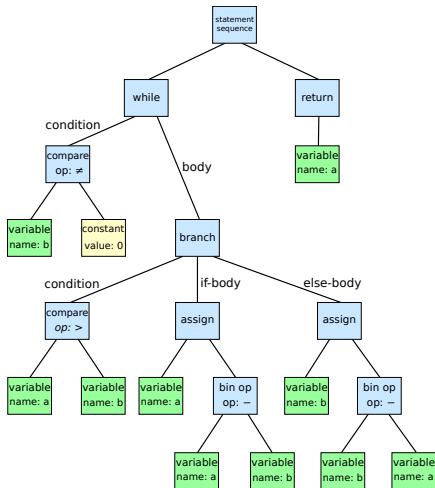 statement
sequence
while
return
condition
body
compare
op: ≠
variable
name: a
variable
name: b
constant
value: 0
branch
condition
if-body
else-body
compare
op: >
assign
assign
variable
name: a
variable
name: b
variable
name: a
bin op
op: −
variable
name: b
bin op
op: −
variable
name: a
variable
name: b
variable
name: b
variable
name: a